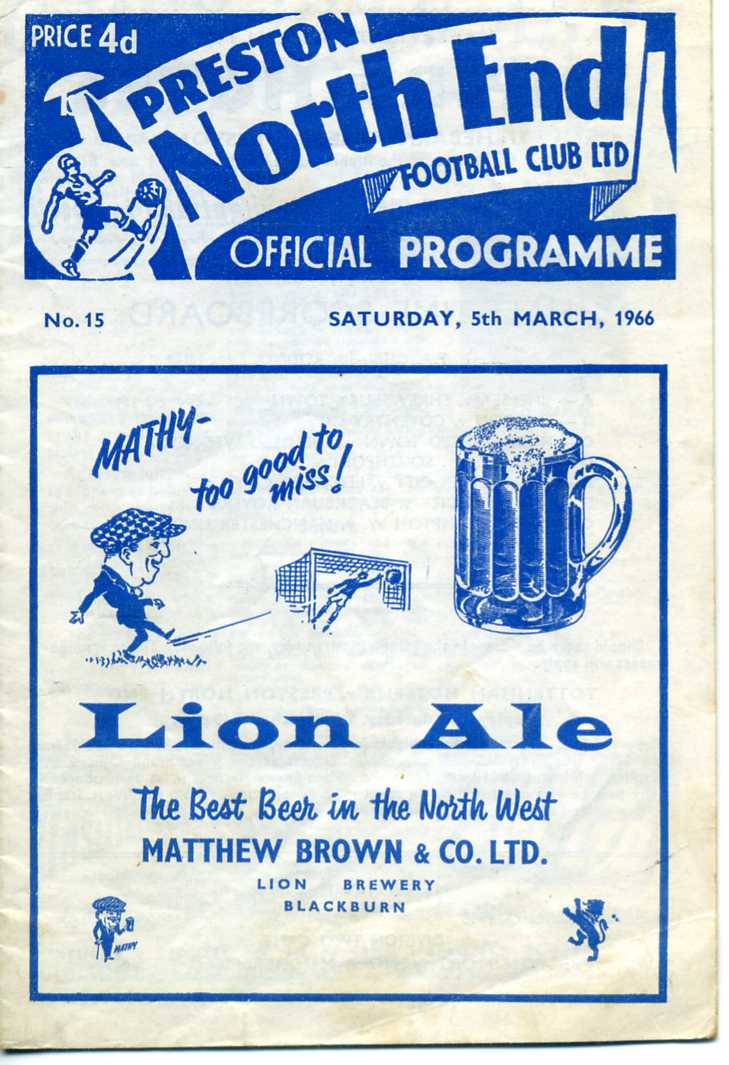 PRICE 4d
PRESTON
North End
FOOTBALL CLUB LTD
OFFICIAL PROGRAMME
No. 15 SATURDAY, 5th MARCH, 1966
MATHY-
too good to
miss!
Lion Ale
The Best Beer in the North West
MATTHEW BROWN & CO. LTD.
LION BREWERY
BLACKBURN
MATHY